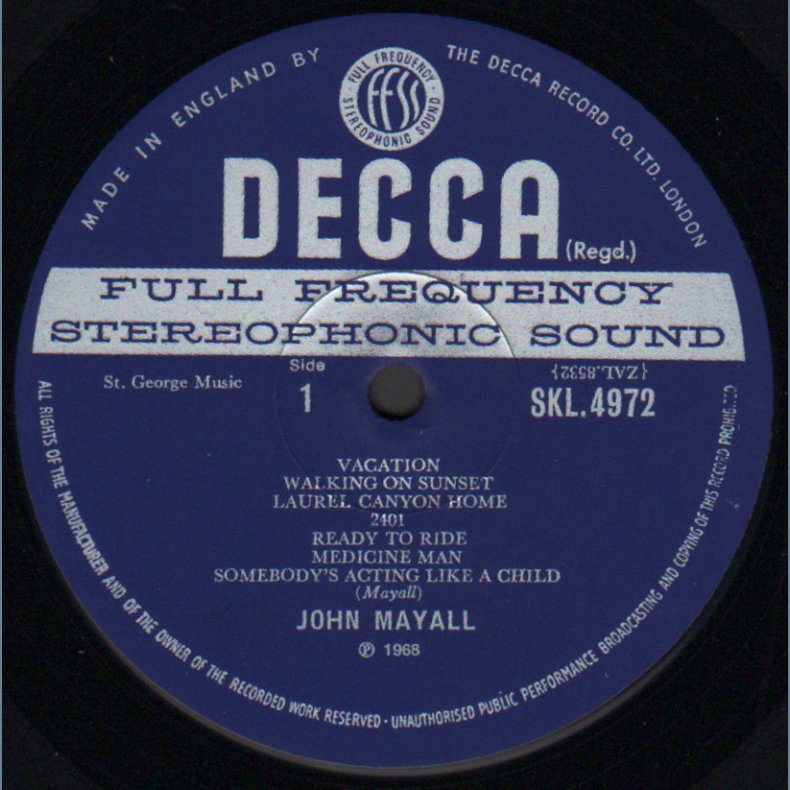 MADE IN ENGLAND BY
THE DECCA RECORD CO. LTD. LONDON
FULL FREQUENCY
FFSS
STEREOPHONIC SOUND
DECCA (Regd.)
FULL FREQUENCY
STEREOPHONIC SOUND
Side
1
St. George Music
{ZAL.8532}
SKL.4972
VACATION
WALKING ON SUNSET
LAUREL CANYON HOME
2401
READY TO RIDE
MEDICINE MAN
SOMEBODY'S ACTING LIKE A CHILD
(Mayall)
JOHN MAYALL
℗ 1968
ALL RIGHTS OF THE MANUFACTURER AND OF THE OWNER OF THE RECORDED WORK RESERVED · UNAUTHORISED PUBLIC PERFORMANCE BROADCASTING AND COPYING OF THIS RECORD PROHIBITED